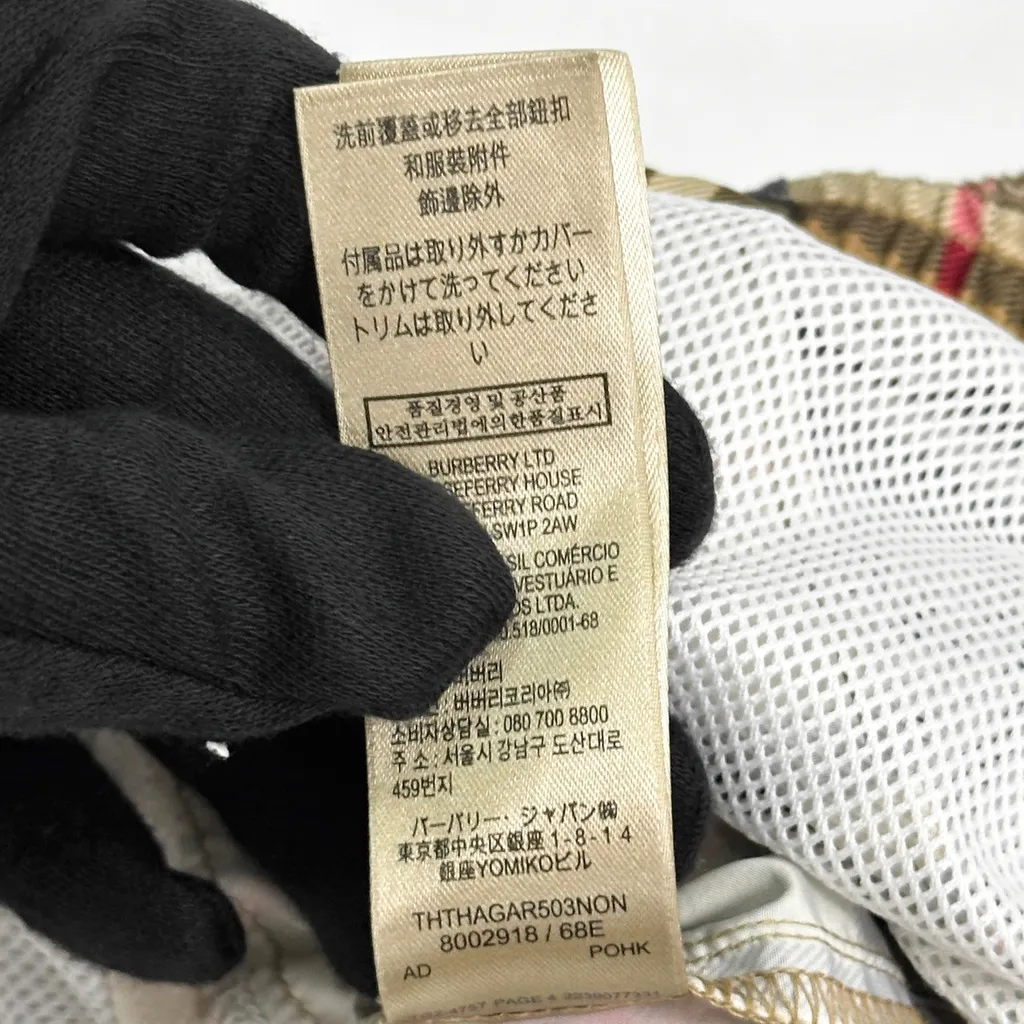 洗前覆蓋或移去全部鈕扣
和服裝附件
飾邊除外
付属品は取り外すかカバー
をかけて洗ってください
トリムは取り外してくださ
い
품질경영 및 공산품
안전관리법에의한품질표시
BURBERRY LTD
HOUSE
ROAD
SW1P 2AW
COMÉRCIO
VESTUÁRIO E
LTDA.
버버리코리아㈜
소비자상담실 : 080 700 8800
주 소 : 서울시 강남구 도산대로
459번지
バーバリー・ジャパン㈱
東京都中央区銀座 1-8-14
銀座YOMIKOビル
THTHAGAR503NON
8002918 / 68E
AD POHK
PAGE 4